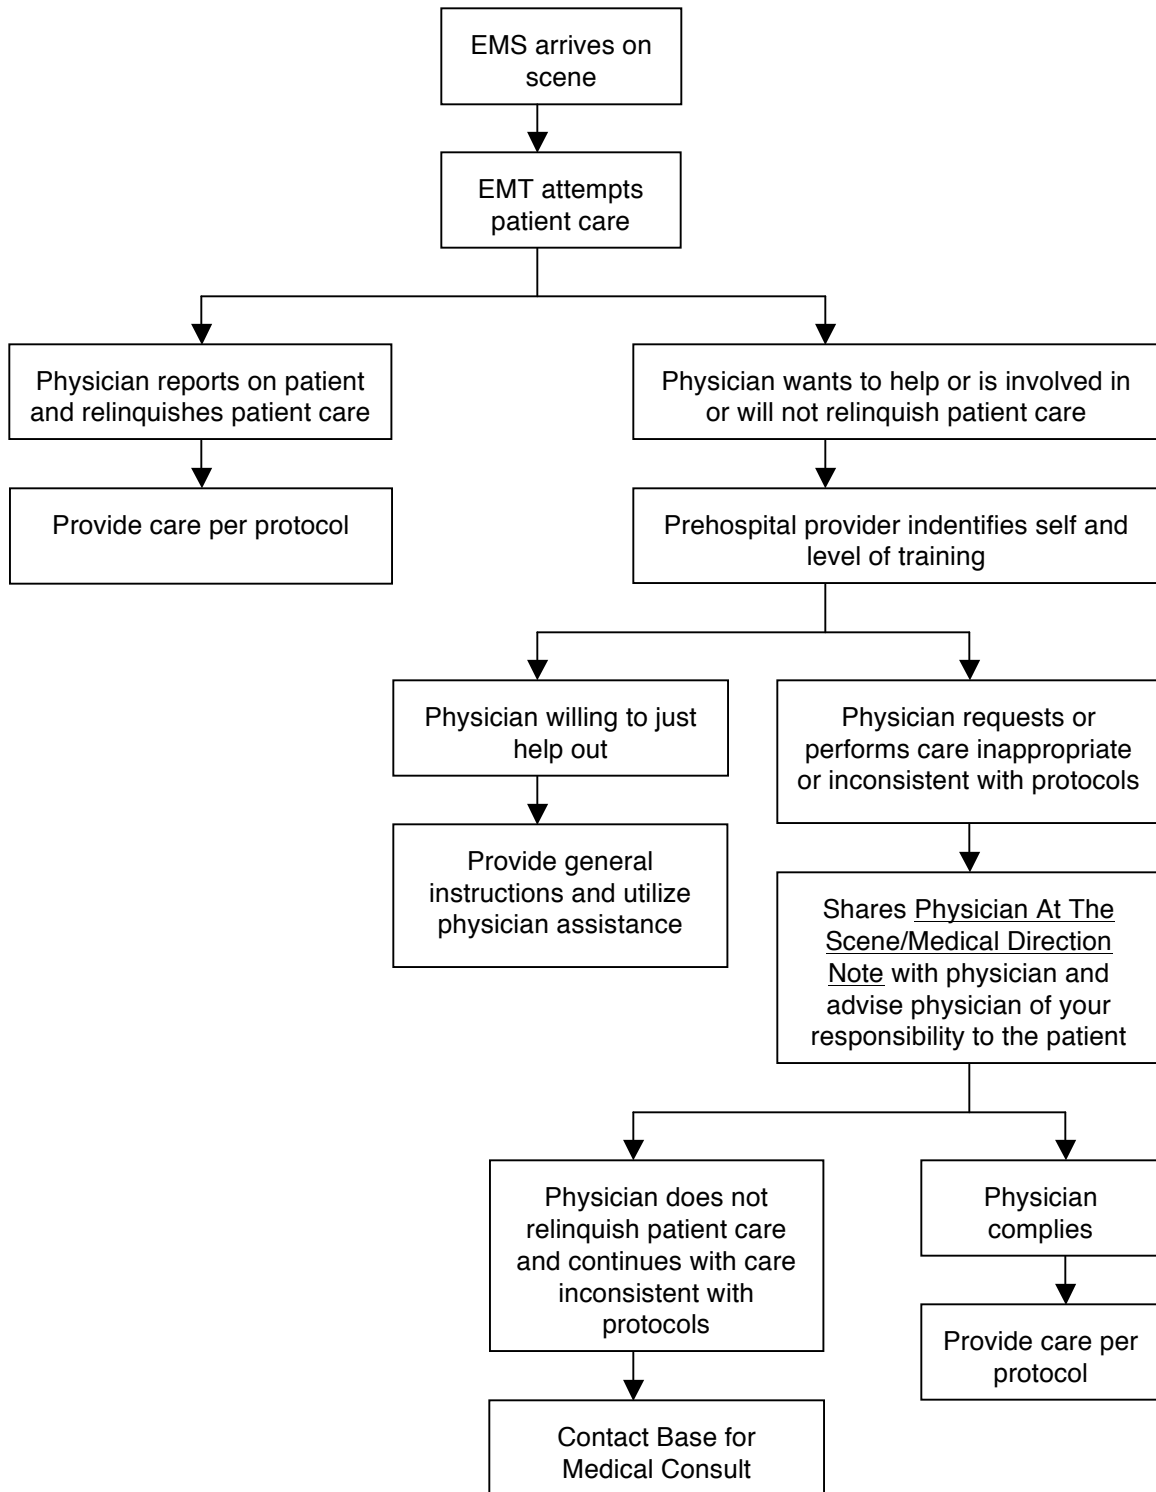 EMS arrives on
scene
EMT attempts
patient care
Physician reports on patient
and relinquishes patient care
Physician wants to help or is involved in
or will not relinquish patient care
Provide care per protocol
Prehospital provider indentifies self and
level of training
Physician willing to just
help out
Physician requests or
performs care inappropriate
or inconsistent with protocols
Provide general
instructions and utilize
physician assistance
Shares Physician At The
Scene/Medical Direction
Note with physician and
advise physician of your
responsibility to the patient
Physician does not
relinquish patient care
and continues with care
inconsistent with
protocols
Physician
complies
Provide care per
protocol
Contact Base for
Medical Consult